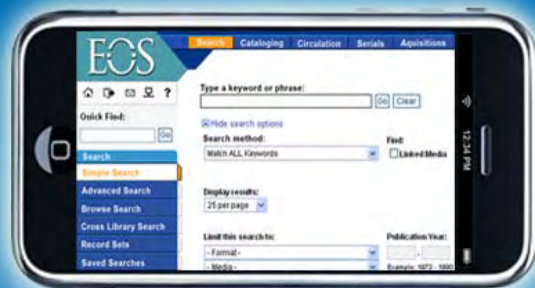 EOS
Search Cataloging Circulation Serials Aquisitions
?
Quick Find:
Go
Search
Simple Search
Advanced Search
Browse Search
Cross Library Search
Record Sets
Saved Searches
Type a keyword or phrase:
Go Clear
Hide search options
Search method: Find:
Match ALL Keywords Linked Media
Display results:
25 per page
Limit this search to: Publication Year:
- Format - -
- Media - Example: 1973 - 1990
12:34 PM